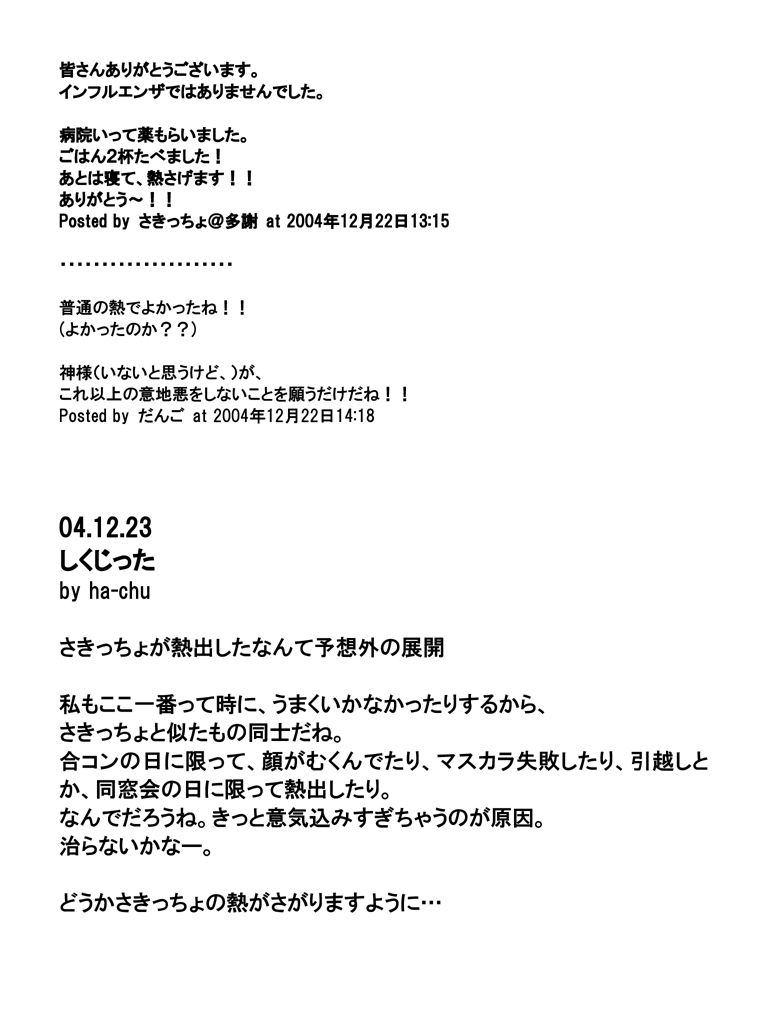 皆さんありがとうございます。
インフルエンザではありませんでした。
病院いって薬もらいました。
ごはん２杯たべました！
あとは寝て、熱さげます！！
ありがとう～！！
Posted by さきっちょ＠多謝 at 2004年12月22日13:15
・・・・・・・・・・・・・・・・・・・・・
普通の熱でよかったね！！
(よかったのか？？)
神様（いないと思うけど、）が、
これ以上の意地悪をしないことを願うだけだね！！
Posted by だんご at 2004年12月22日14:18
04.12.23
しくじった
by ha-chu
さきっちょが熱出したなんて予想外の展開
私もここ一番って時に、うまくいかなかったりするから、
さきっちょと似たもの同士だね。
合コンの日に限って、顔がむくんでたり、マスカラ失敗したり、引越しと
か、同窓会の日に限って熱出したり。
なんでだろうね。きっと意気込みすぎちゃうのが原因。
治らないかなー。
どうかさきっちょの熱がさがりますように…